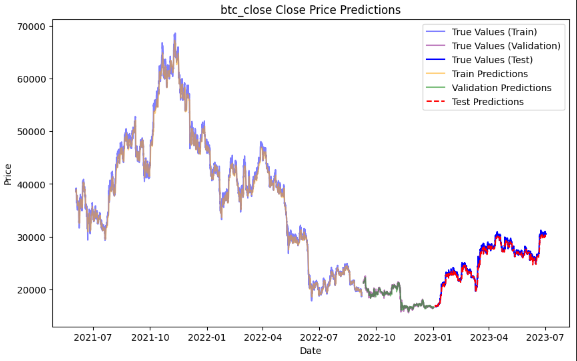 btc_close Close Price Predictions
True Values (Train)
True Values (Validation)
True Values (Test)
Train Predictions
Validation Predictions
Test Predictions
70000
60000
50000
40000
30000
20000
Price
2021-07 2021-10 2022-01 2022-04 2022-07 2022-10 2023-01 2023-04 2023-07
Date